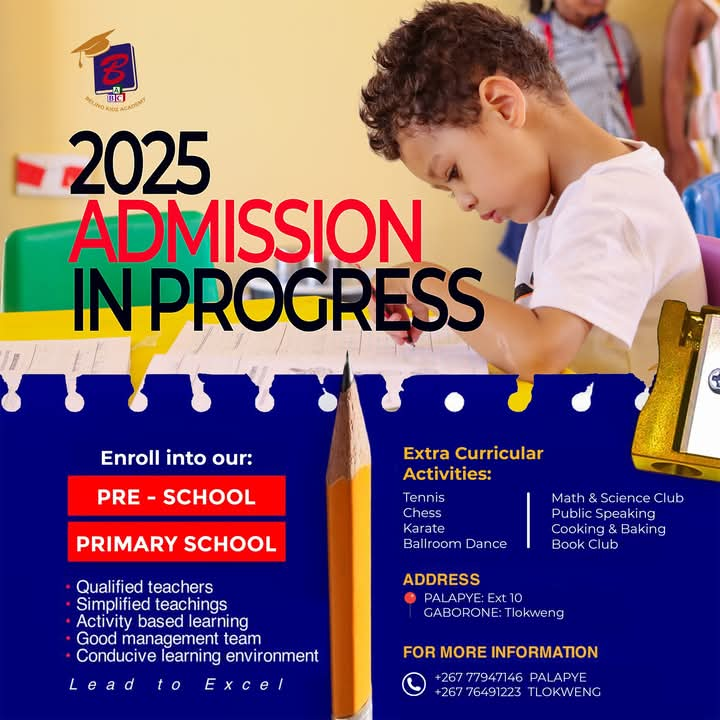 B
A
B C
BELINO KIDZ ACADEMY
2025
ADMISSION
IN PROGRESS
Enroll into our:
PRE - SCHOOL
PRIMARY SCHOOL
• Qualified teachers
• Simplified teachings
• Activity based learning
• Good management team
• Conducive learning environment
Lead to Excel
Extra Curricular
Activities:
Tennis
Chess
Karate
Ballroom Dance
Math & Science Club
Public Speaking
Cooking & Baking
Book Club
ADDRESS
PALAPYE: Ext 10
GABORONE: Tlokweng
FOR MORE INFORMATION
+267 77947146 PALAPYE
+267 76491223 TLOKWENG